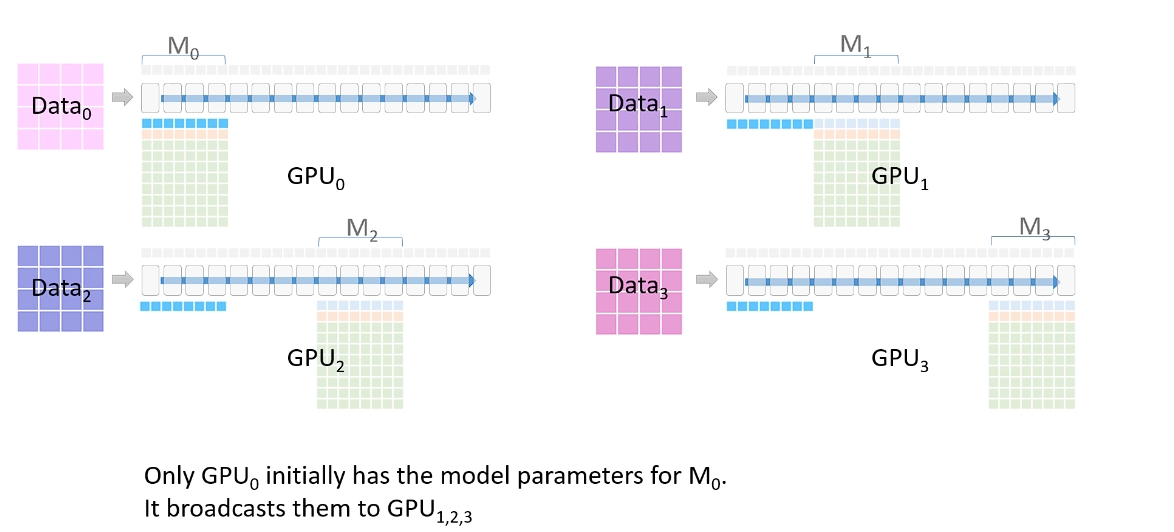 M₀
Data₀
GPU₀
M₁
Data₁
GPU₁
M₂
Data₂
GPU₂
M₃
Data₃
GPU₃
Only GPU₀ initially has the model parameters for M₀.
It broadcasts them to GPU₁,₂,₃